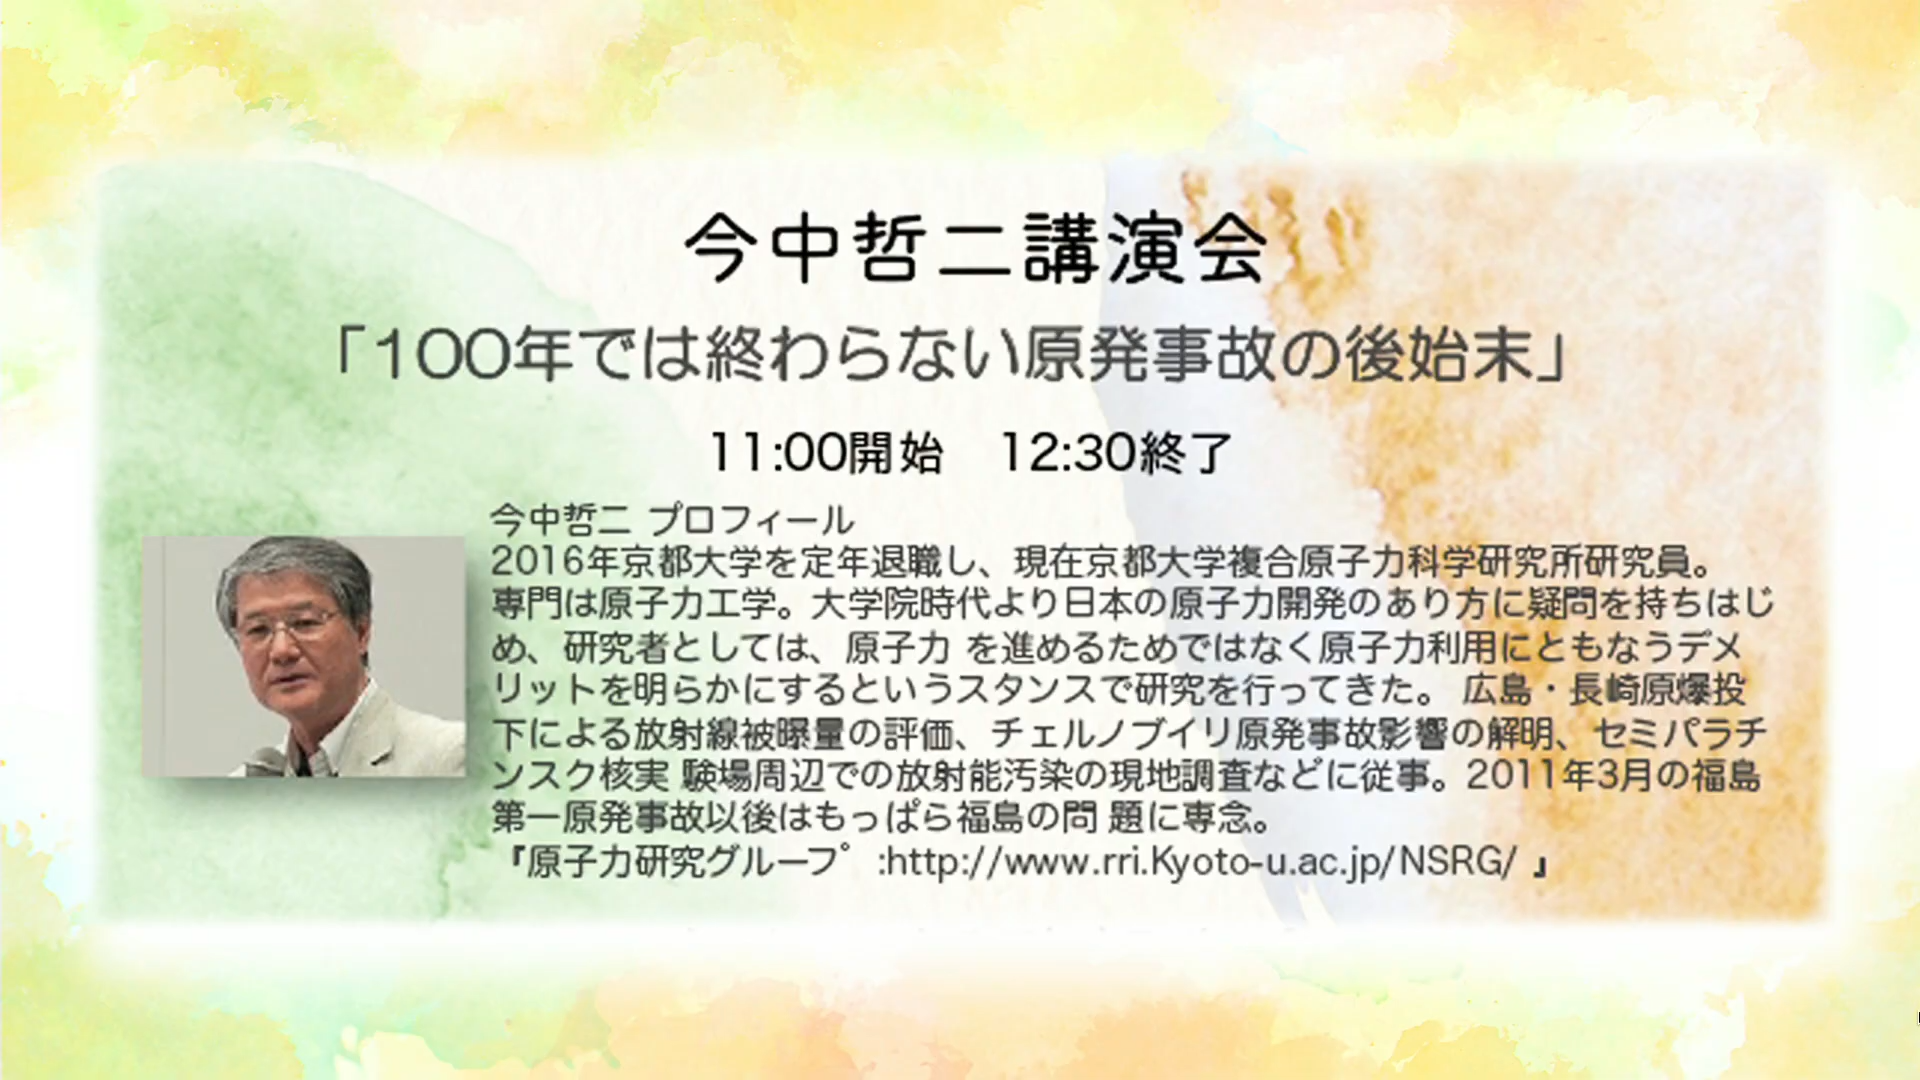 今中哲二講演会
「100年では終わらない原発事故の後始末」
11:00開始　12:30終了
今中哲二 プロフィール
2016年京都大学を定年退職し、現在京都大学複合原子力科学研究所研究員。
専門は原子力工学。大学院時代より日本の原子力開発のあり方に疑問を持ちはじ
め、研究者としては、原子力 を進めるためではなく原子力利用にともなうデメ
リットを明らかにするというスタンスで研究を行ってきた。 広島・長崎原爆投
下による放射線被曝量の評価、チェルノブイリ原発事故影響の解明、セミパラチ
ンスク核実 験場周辺での放射能汚染の現地調査などに従事。2011年3月の福島
第一原発事故以後はもっぱら福島の問 題に専念。
『原子力研究グループ :http://www.rri.Kyoto-u.ac.jp/NSRG/ 』